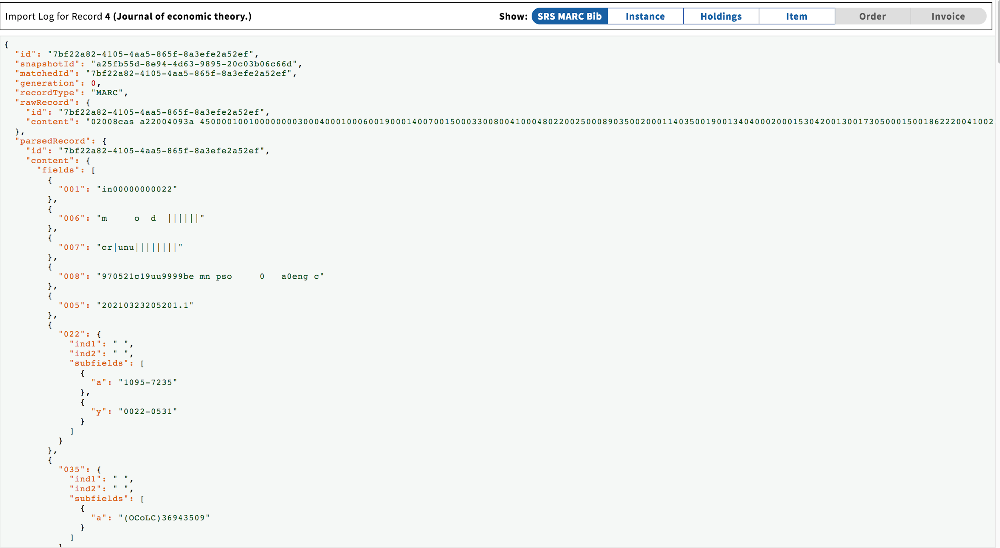 Import Log for Record 4 (Journal of economic theory.) Show: SRS MARC Bib Instance Holdings Item Order Invoice
{
"id": "7bf22a82-4105-4aa5-865f-8a3efe2a52ef",
"snapshotId": "a25fb55d-8e94-4d63-9895-20c03b06c66d",
"matchedId": "7bf22a82-4105-4aa5-865f-8a3efe2a52ef",
"generation": 0,
"recordType": "MARC",
"rawRecord": {
"id": "7bf22a82-4105-4aa5-865f-8a3efe2a52ef",
"content": "02008cas a22004093a 4500001001000000000300040001000600190001400700150003300800410004802200250008903500200011403500190013404000200015304200130017305000150018622200410020
},
"parsedRecord": {
"id": "7bf22a82-4105-4aa5-865f-8a3efe2a52ef",
"content": {
"fields": [
{
"001": "in00000000022"
},
{
"006": "m     o  d  ||||||"
},
{
"007": "cr|unu||||||||"
},
{
"008": "970521c19uu9999be mn pso     0   a0eng c"
},
{
"005": "20210323205201.1"
},
{
"022": {
"ind1": " ",
"ind2": " ",
"subfields": [
{
"a": "1095-7235"
},
{
"y": "0022-0531"
}
]
}
},
{
"035": {
"ind1": " ",
"ind2": " ",
"subfields": [
{
"a": "(OCoLC)36943509"
}
]
}